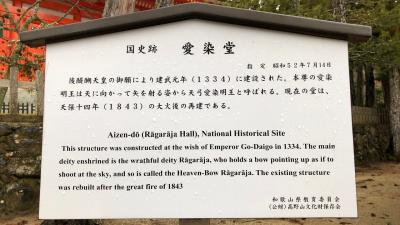 国史跡 愛染堂
指定 昭和52年7月14日
後醍醐天皇の御願により建武元年(1334)に建設された。本尊の愛染
明王は天に向かって矢を射る姿から天弓愛染明王と呼ばれる。現在の堂は、
天保十四年(1843)の大火後の再建である。
Aizen-dō (Rāgarāja Hall), National Historical Site
This structure was constructed at the wish of Emperor Go-Daigo in 1334. The main
deity enshrined is the wrathful deity Rāgarāja, who holds a bow pointing up as if to
shoot at the sky, and so is called the Heaven-Bow Rāgarāja. The existing structure
was rebuilt after the great fire of 1843
和歌山県教育委員会
(公財)高野山文化財保存会